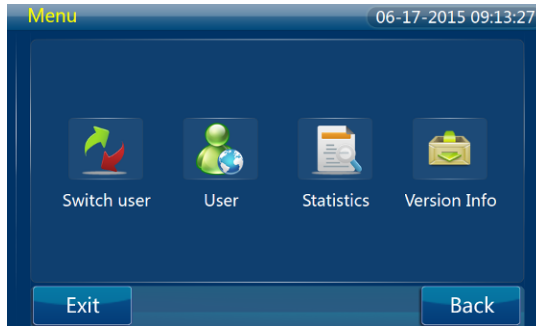 Menu 06-17-2015 09:13:27
Switch user User Statistics Version Info
Exit Back